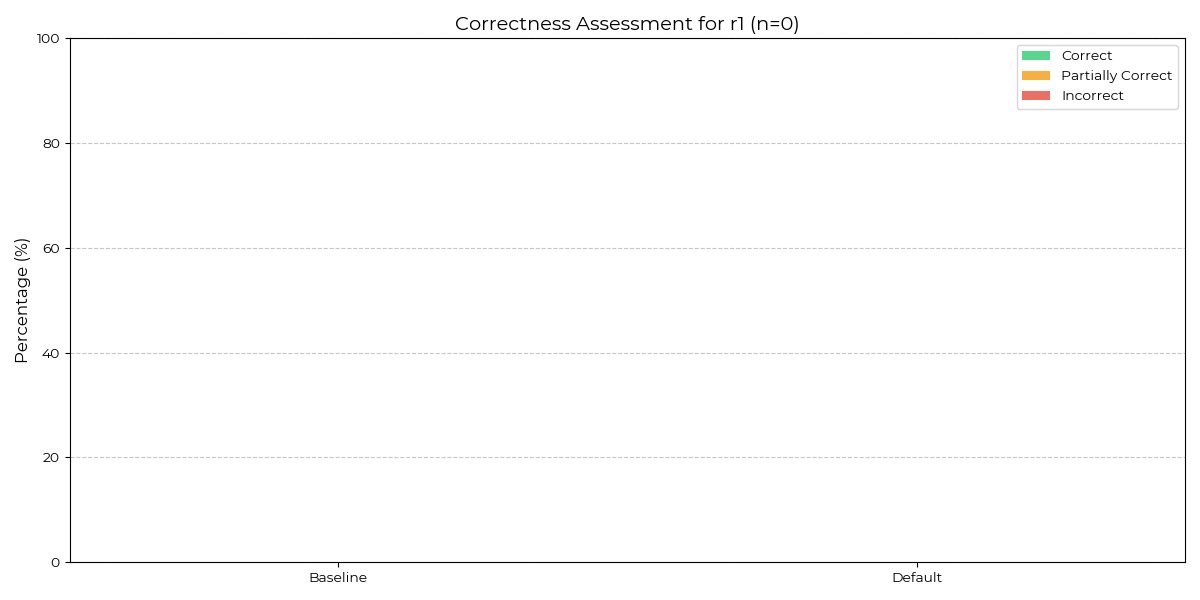 Correctness Assessment for r1 (n=0)
Correct
Partially Correct
Incorrect
Percentage (%)
100
80
60
40
20
0
Baseline
Default